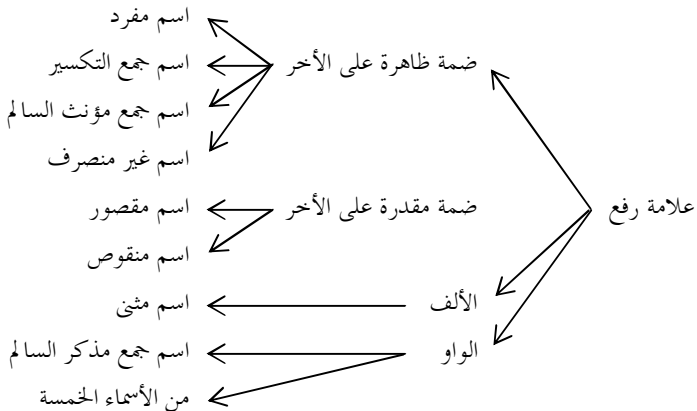 علامة رفع
ضمة ظاهرة على الأخر
اسم مفرد
اسم جمع التكسير
اسم جمع مؤنث السالم
اسم غير منصرف
ضمة مقدرة على الأخر
اسم مقصور
اسم منقوص
الألف
اسم مثنى
الواو
اسم جمع مذكر السالم
من الأسماء الخمسة